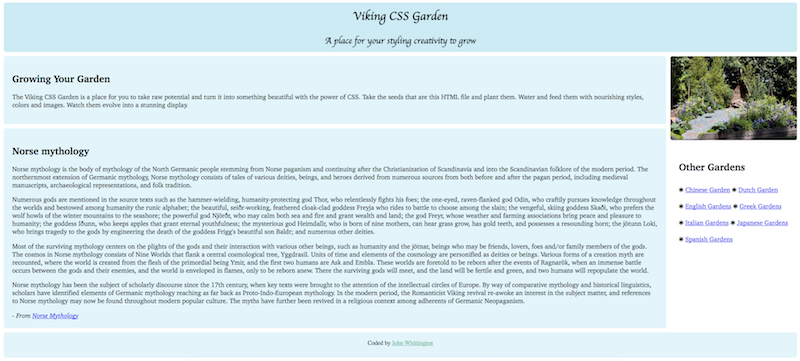 Viking CSS Garden
A place for your styling creativity to grow
Growing Your Garden
The Viking CSS Garden is a place for you to take raw potential and turn it into something beautiful with the power of CSS. Take the seeds that are this HTML file and plant them. Water and feed them with nourishing styles,
colors and images. Watch them evolve into a stunning display.
Norse mythology
Norse mythology is the body of mythology of the North Germanic people stemming from Norse paganism and continuing after the Christianization of Scandinavia and into the Scandinavian folklore of the modern period. The
northernmost extension of Germanic mythology, Norse mythology consists of tales of various deities, beings, and heroes derived from numerous sources from both before and after the pagan period, including medieval
manuscripts, archaeological representations, and folk tradition.
Numerous gods are mentioned in the source texts such as the hammer-wielding, humanity-protecting god Thor, who relentlessly fights his foes; the one-eyed, raven-flanked god Odin, who craftily pursues knowledge throughout
the worlds and bestowed among humanity the runic alphabet; the beautiful, seiðr-working, feathered cloak-clad goddess Freyja who rides to battle to choose among the slain; the vengeful, skiing goddess Skaði, who prefers the
wolf howls of the winter mountains to the seashore; the powerful god Njörðr, who may calm both sea and fire and grant wealth and land; the god Freyr, whose weather and farming associations bring peace and pleasure to
humanity; the goddess Iðunn, who keeps apples that grant eternal youthfulness; the mysterious god Heimdallr, who is born of nine mothers, can hear grass grow, has gold teeth, and possesses a resounding horn; the jötunn Loki,
who brings tragedy to the gods by engineering the death of the goddess Frigg's beautiful son Baldr; and numerous other deities.
Most of the surviving mythology centers on the plights of the gods and their interaction with various other beings, such as humanity and the jötnar, beings who may be friends, lovers, foes and/or family members of the gods.
The cosmos in Norse mythology consists of Nine Worlds that flank a central cosmological tree, Yggdrasil. Units of time and elements of the cosmology are personified as deities or beings. Various forms of a creation myth are
recounted, where the world is created from the flesh of the primordial being Ymir, and the first two humans are Ask and Embla. These worlds are foretold to be reborn after the events of Ragnarök, when an immense battle
occurs between the gods and their enemies, and the world is enveloped in flames, only to be reborn anew. There the surviving gods will meet, and the land will be fertile and green, and two humans will repopulate the world.
Norse mythology has been the subject of scholarly discourse since the 17th century, when key texts were brought to the attention of the intellectual circles of Europe. By way of comparative mythology and historical linguistics,
scholars have identified elements of Germanic mythology reaching as far back as Proto-Indo-European mythology. In the modern period, the Romanticist Viking revival re-awoke an interest in the subject matter, and references
to Norse mythology may now be found throughout modern popular culture. The myths have further been revived in a religious context among adherents of Germanic Neopaganism.
- From Norse Mythology
Other Gardens
✷ Chinese Garden ✷ Dutch Garden
✷ English Gardens ✷ Greek Gardens
✷ Italian Gardens ✷ Japanese Gardens
✷ Spanish Gardens
Coded by John Whittington